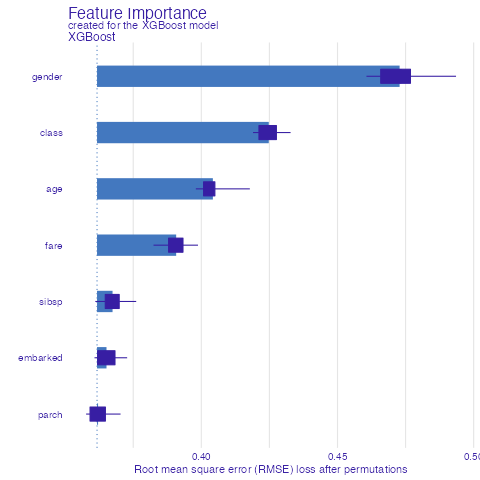 Feature Importance
created for the XGBoost model
XGBoost
gender
class
age
fare
sibsp
embarked
parch
0.40 0.45 0.50
Root mean square error (RMSE) loss after permutations